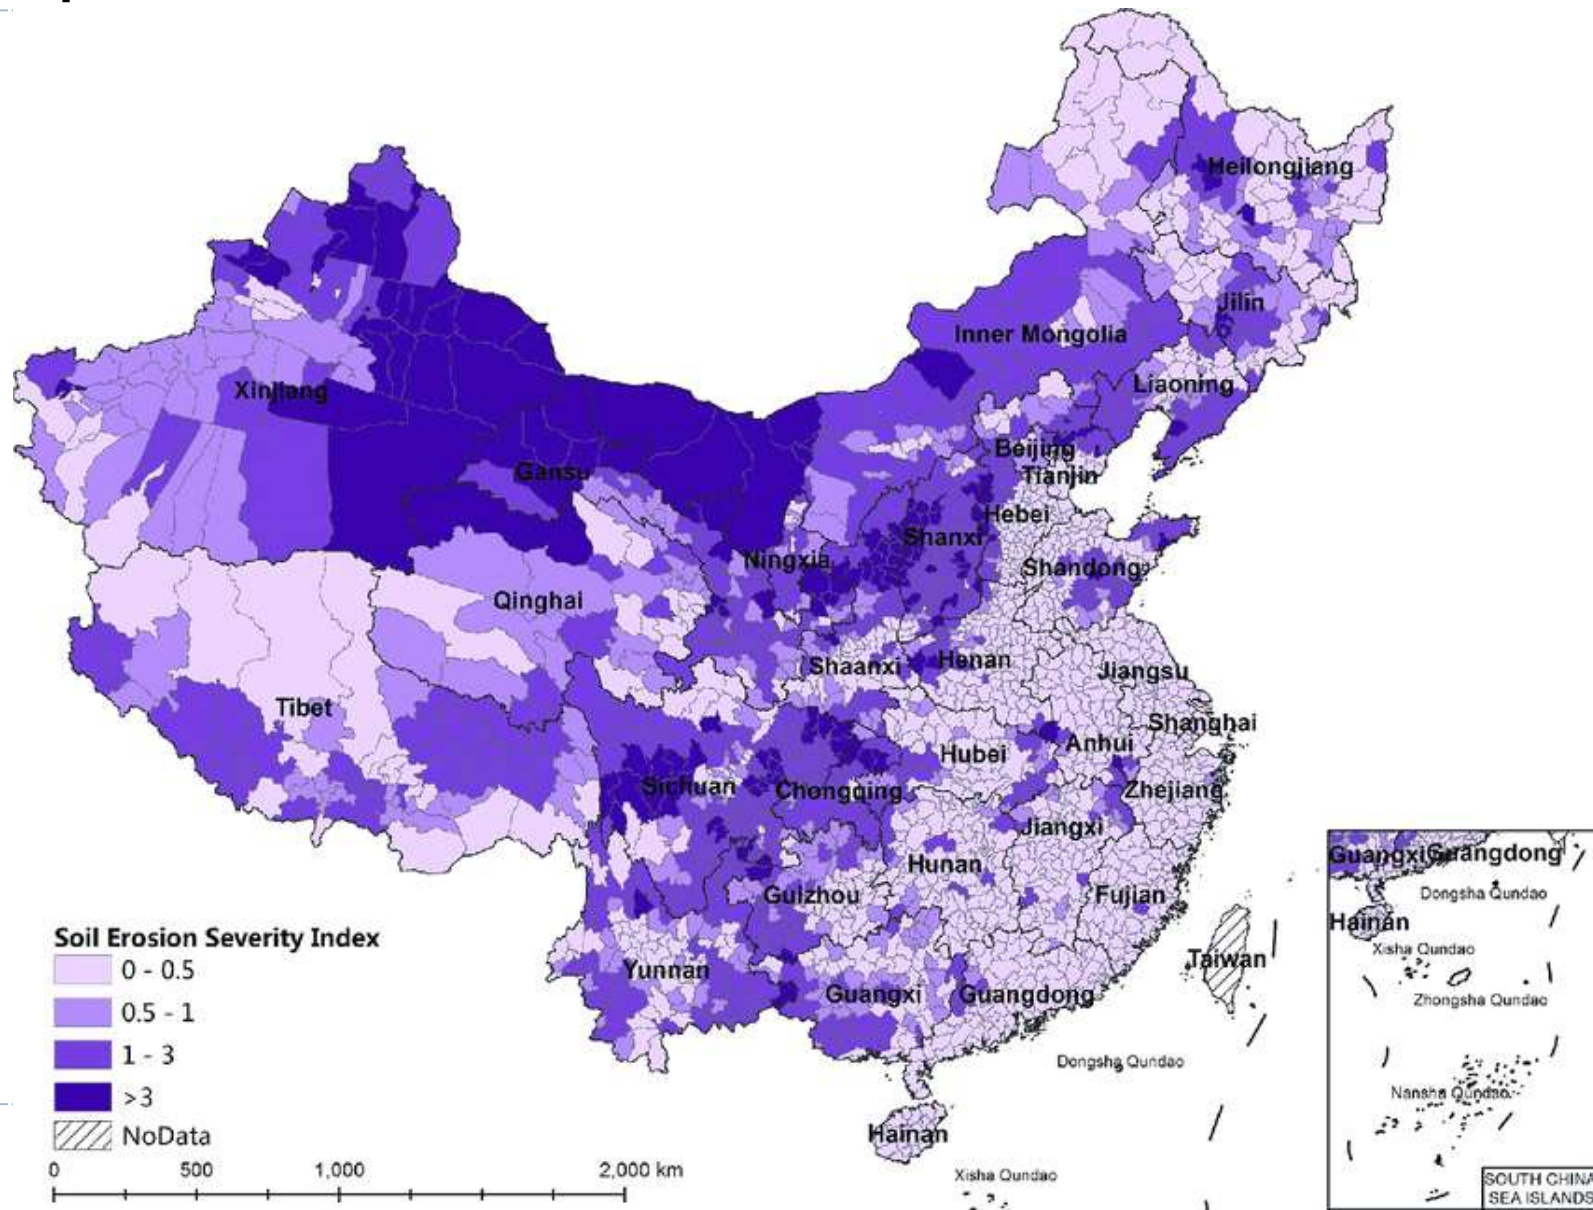 Heilongjiang
Jilin
Inner Mongolia
Liaoning
Xinjiang
Beijing
Tianjin
Gansu
Hebei
Shanxi
Ningxia
Shandong
Qinghai
Shaanxi
Henan
Jiangsu
Tibet
Shanghai
Hubei
Anhui
Sichuan
Chongqing
Zhejiang
Jiangxi
Hunan
Guizhou
Fujian
Yunnan
Guangxi
Guangdong
Taiwan
Dongsha Qundao
Hainan
Xisha Qundao
Soil Erosion Severity Index
0 - 0.5
0.5 - 1
1 - 3
>3
NoData
0 500 1,000 2,000 km
Guangxi Guangdong
Dongsha Qundao
Hainan
Xisha Qundao
Zhongsha Qundao
Nansha Qundao
SOUTH CHINA
SEA ISLANDS